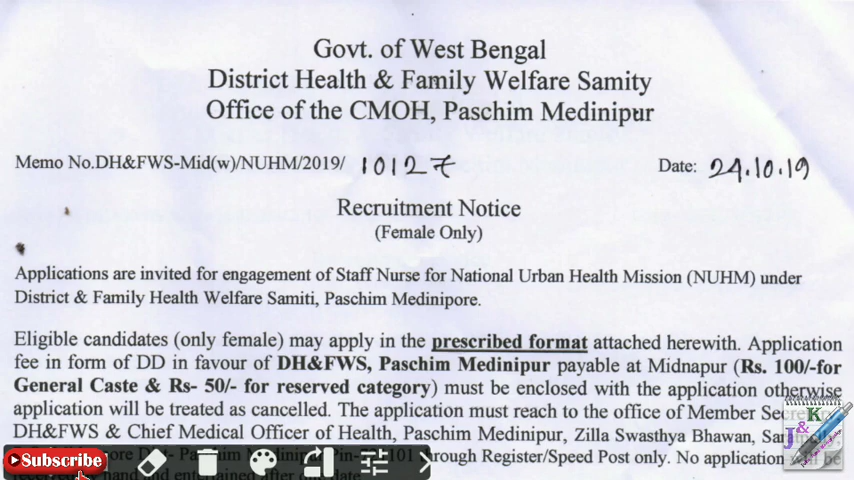 Govt. of West Bengal
District Health & Family Welfare Samity
Office of the CMOH, Paschim Medinipur
Memo No.DH&FWS-Mid(w)/NUHM/2019/ 10127 Date: 24.10.19
Recruitment Notice
(Female Only)
Applications are invited for engagement of Staff Nurse for National Urban Health Mission (NUHM) under
District & Family Health Welfare Samiti, Paschim Medinipore.
Eligible candidates (only female) may apply in the prescribed format attached herewith. Application
fee in form of DD in favour of DH&FWS, Paschim Medinipur payable at Midnapur (Rs. 100/-for
General Caste & Rs- 50/- for reserved category) must be enclosed with the application otherwise
application will be treated as cancelled. The application must reach to the office of Member
DH&FWS & Chief Medical Officer of Health, Paschim Medinipur, Zilla Swasthya Bhawan,
through Register/Speed Post only. No application will be
Subscribe
J&K